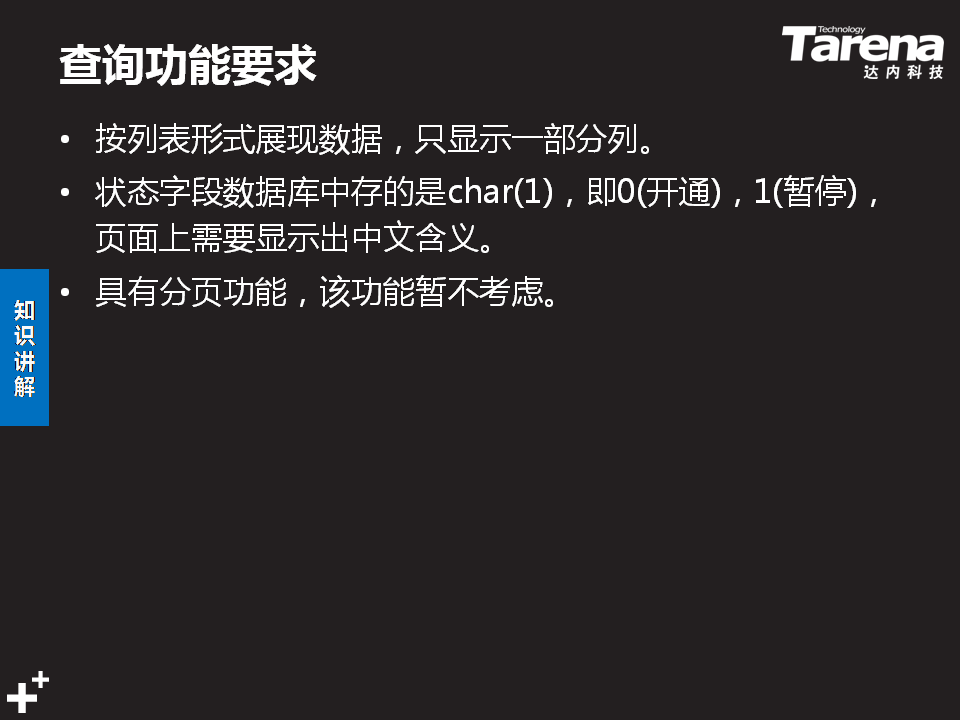 查询功能要求
Technology
Tarena
达内科技
• 按列表形式展现数据，只显示一部分列。
• 状态字段数据库中存的是char(1)，即0(开通)，1(暂停)，
页面上需要显示出中文含义。
• 具有分页功能，该功能暂不考虑。
知
识
讲
解